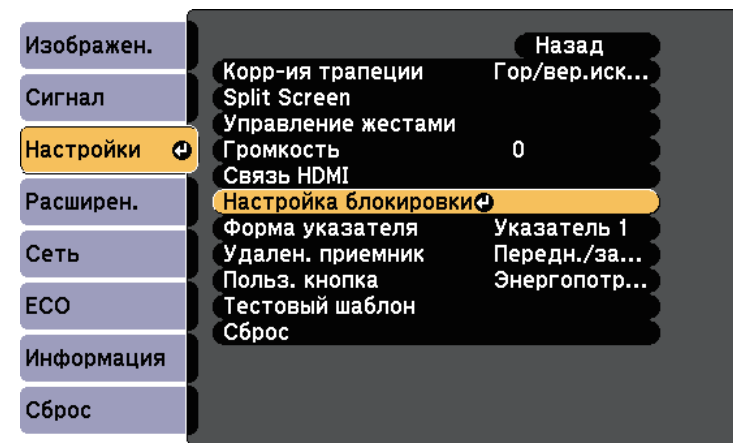 Изображен.
Сигнал
Настройки
Расширен.
Сеть
ECO
Информация
Сброс
Назад
Корр-ия трапеции Гор/вер.иск...
Split Screen
Управление жестами
Громкость 0
Связь HDMI
Настройка блокировки
Форма указателя Указатель 1
Удален. приемник Передн./за...
Польз. кнопка Энергопотр...
Тестовый шаблон
Сброс